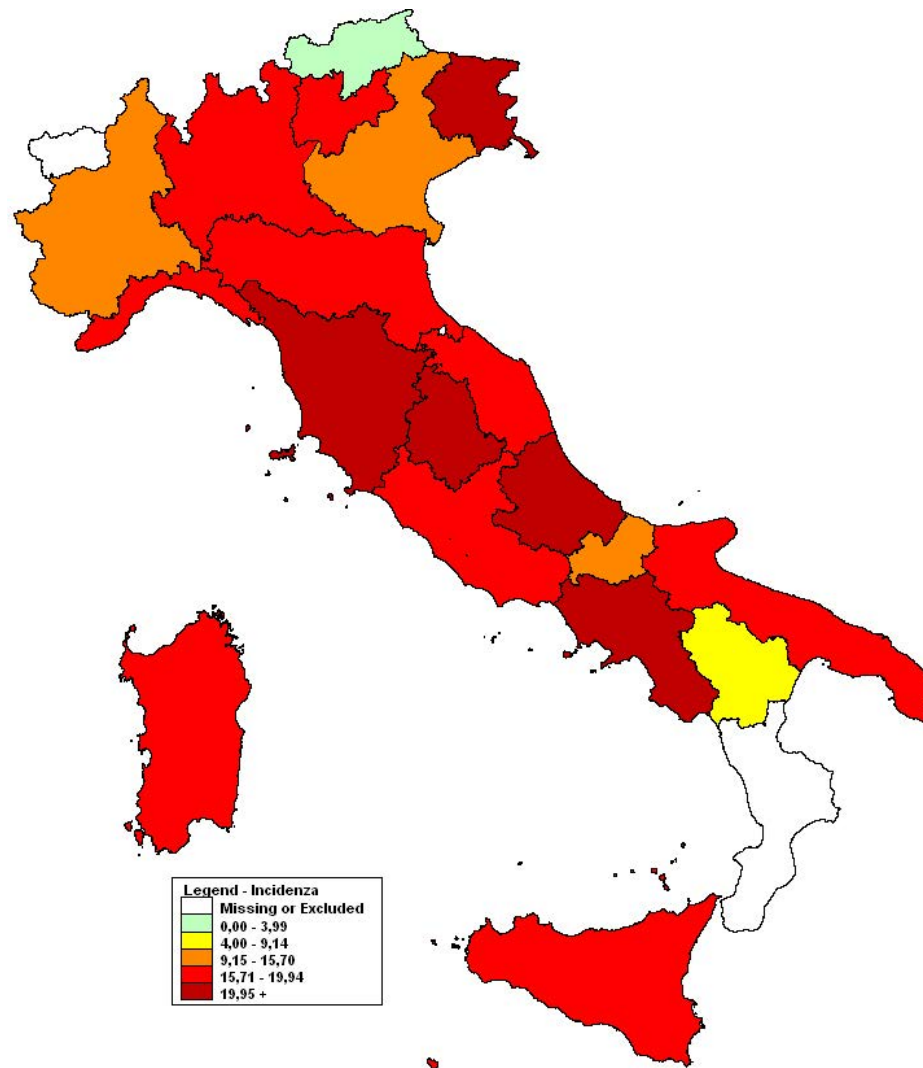 Legend - Incidenza
Missing or Excluded
0,00 - 3,99
4,00 - 9,14
9,15 - 15,70
15,71 - 19,94
19,95 +